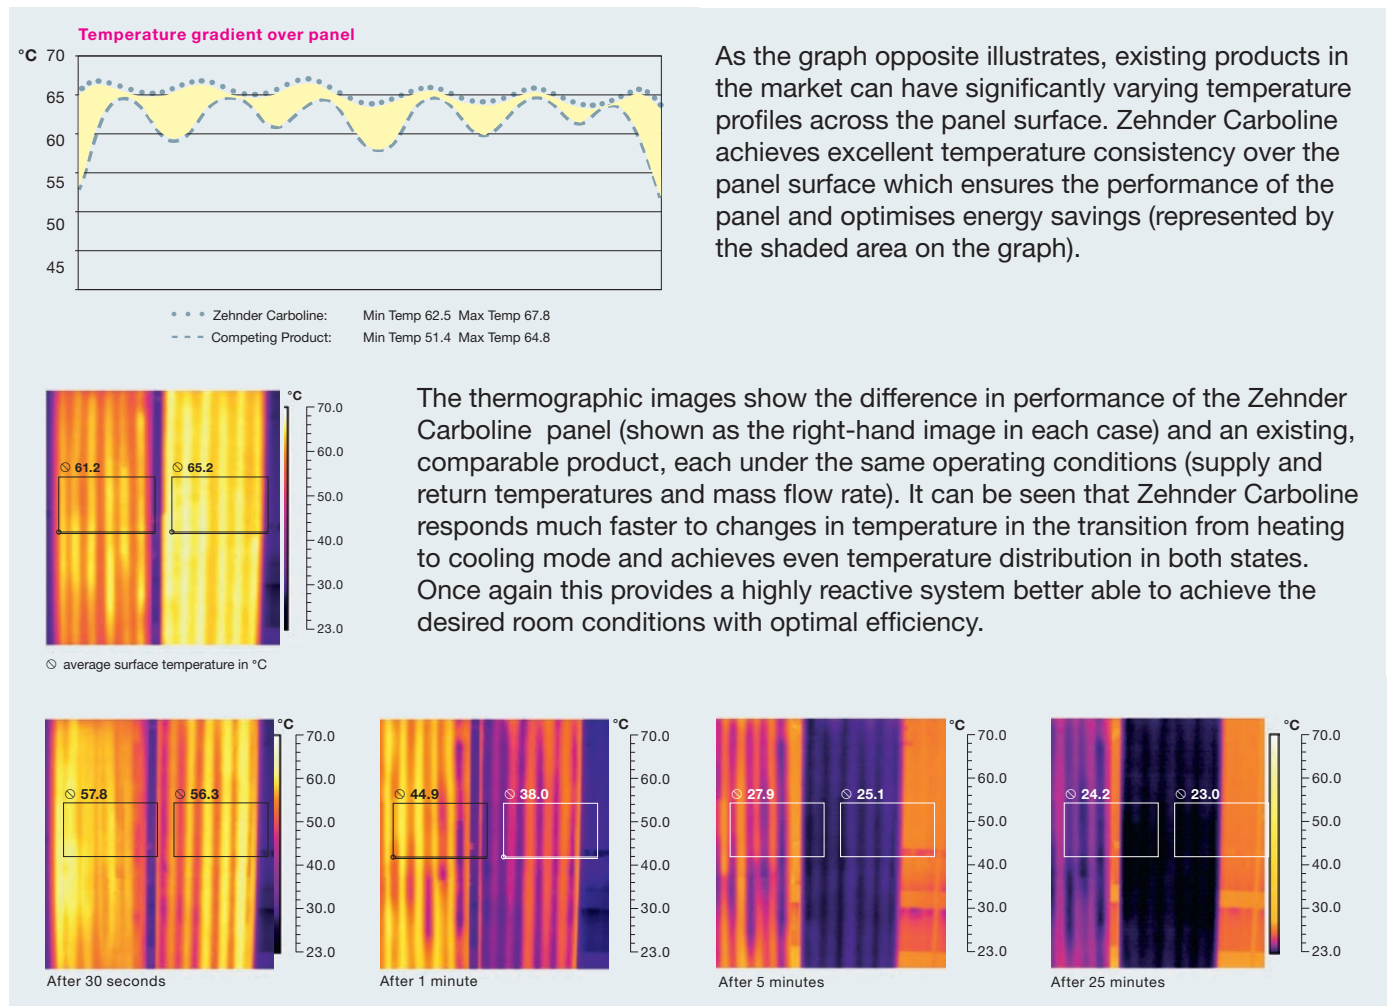 Temperature gradient over panel
°C 70
65
60
55
50
45
Zehnder Carboline: Min Temp 62.5 Max Temp 67.8
Competing Product: Min Temp 51.4 Max Temp 64.8
As the graph opposite illustrates, existing products in
the market can have significantly varying temperature
profiles across the panel surface. Zehnder Carboline
achieves excellent temperature consistency over the
panel surface which ensures the performance of the
panel and optimises energy savings (represented by
the shaded area on the graph).
°C
70.0
60.0
50.0
40.0
30.0
23.0
⦸ 61.2
⦸ 65.2
⦸ average surface temperature in °C
The thermographic images show the difference in performance of the Zehnder
Carboline panel (shown as the right-hand image in each case) and an existing,
comparable product, each under the same operating conditions (supply and
return temperatures and mass flow rate). It can be seen that Zehnder Carboline
responds much faster to changes in temperature in the transition from heating
to cooling mode and achieves even temperature distribution in both states.
Once again this provides a highly reactive system better able to achieve the
desired room conditions with optimal efficiency.
°C
70.0
60.0
50.0
40.0
30.0
23.0
⦸ 57.8
⦸ 56.3
After 30 seconds
°C
70.0
60.0
50.0
40.0
30.0
23.0
⦸ 44.9
⦸ 38.0
After 1 minute
°C
70.0
60.0
50.0
40.0
30.0
23.0
⦸ 27.9
⦸ 25.1
After 5 minutes
°C
70.0
60.0
50.0
40.0
30.0
23.0
⦸ 24.2
⦸ 23.0
After 25 minutes